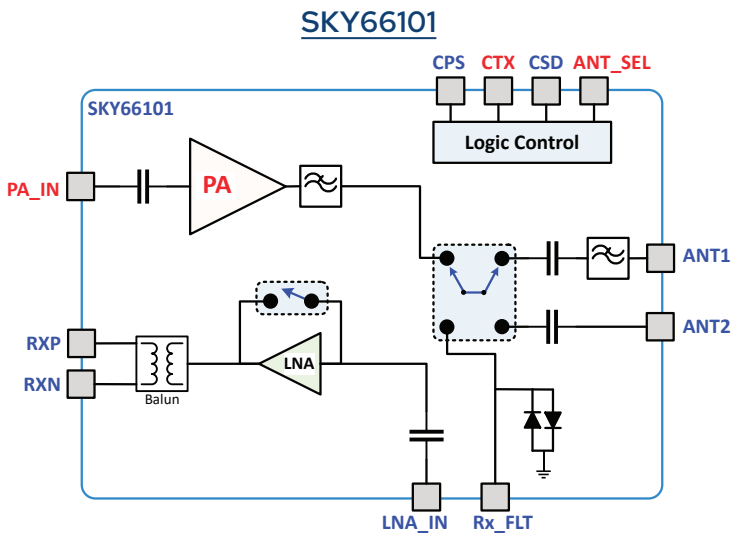 SKY66101
CPS CTX CSD ANT_SEL
SKY66101
Logic Control
PA_IN
PA
ANT1
ANT2
RXP
RXN
LNA
Balun
LNA_IN
Rx_FLT